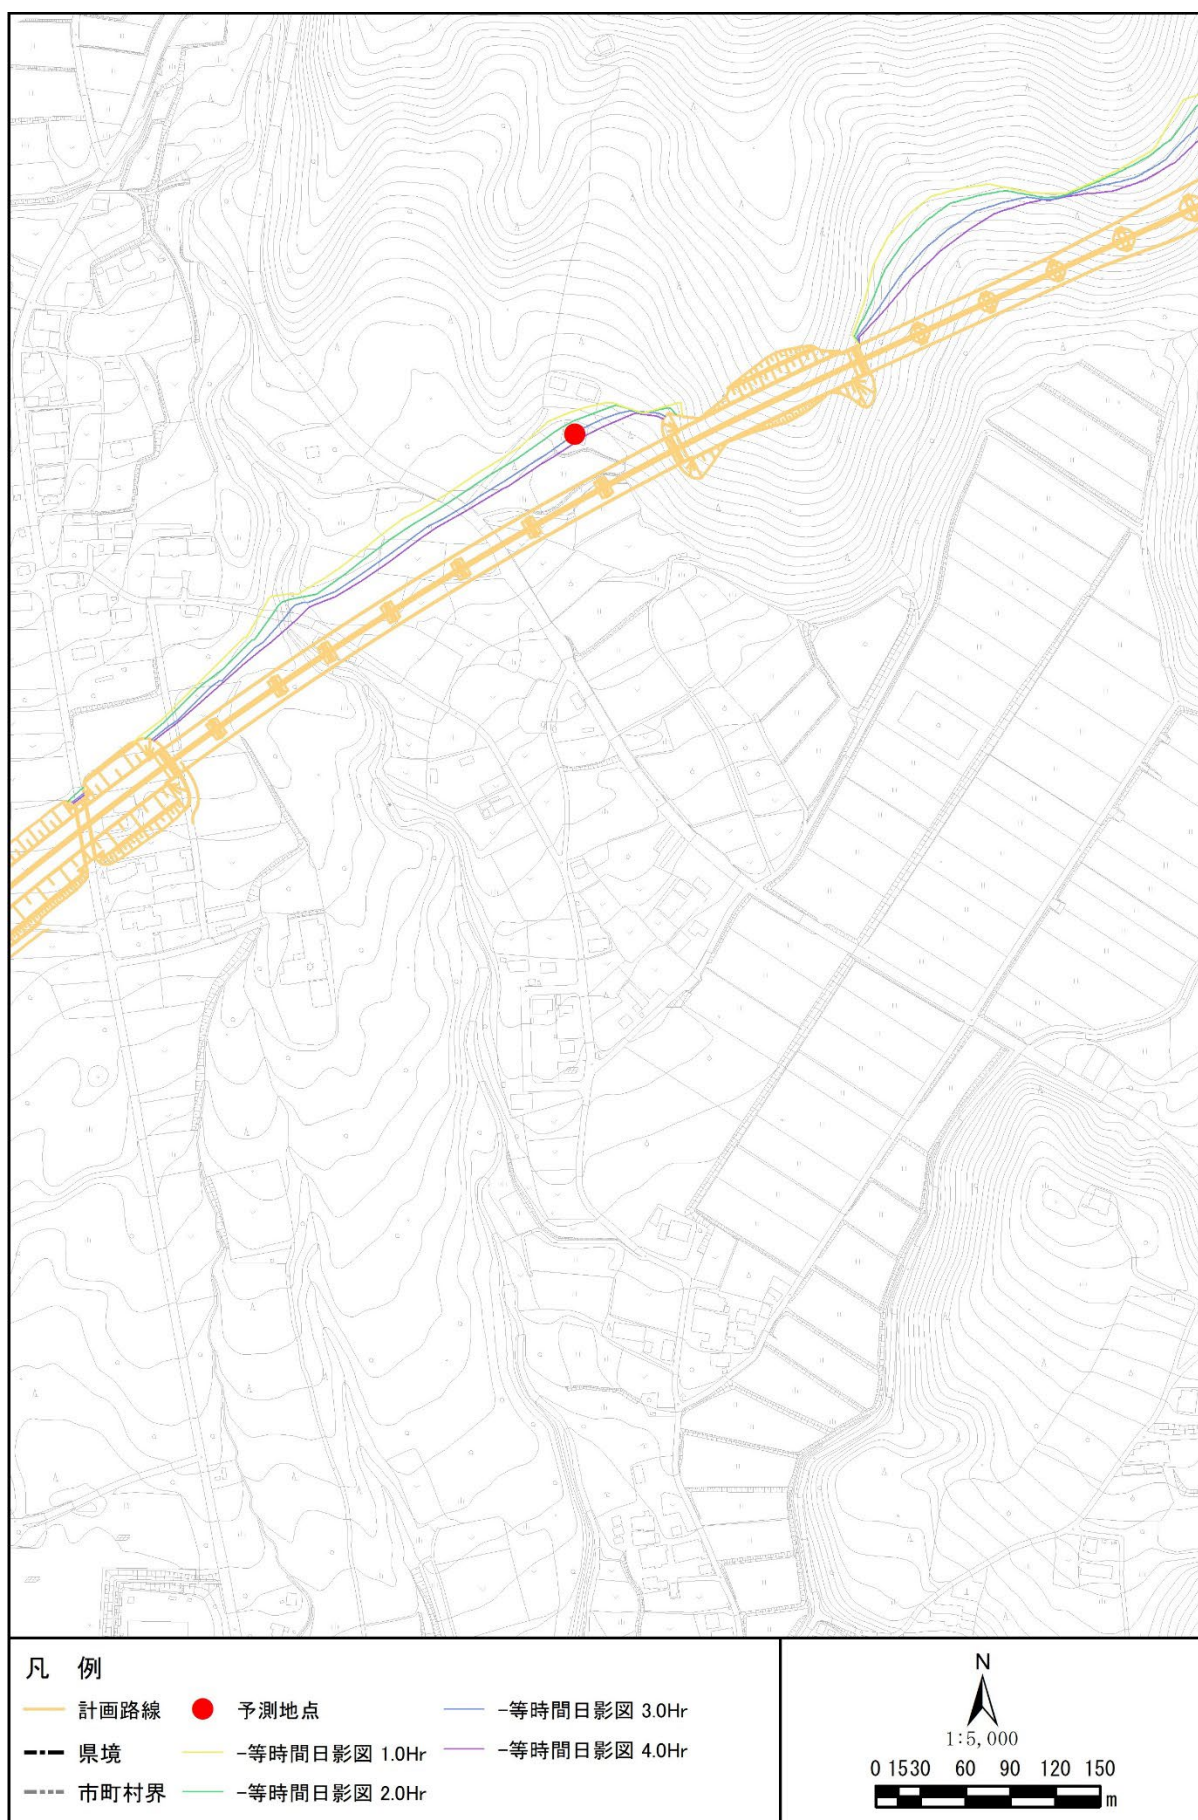 凡 例
計画路線
予測地点
-等時間日影図 3.0Hr
県境
-等時間日影図 1.0Hr
-等時間日影図 4.0Hr
市町村界
-等時間日影図 2.0Hr
N
1:5,000
0 1530 60 90 120 150
m